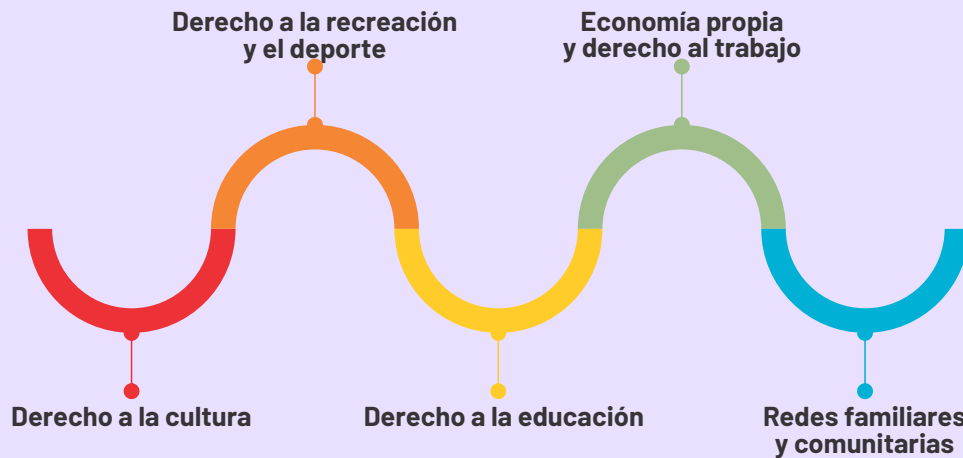 Derecho a la recreación
y el deporte
Economía propia
y derecho al trabajo
Derecho a la cultura
Derecho a la educación
Redes familiares
y comunitarias